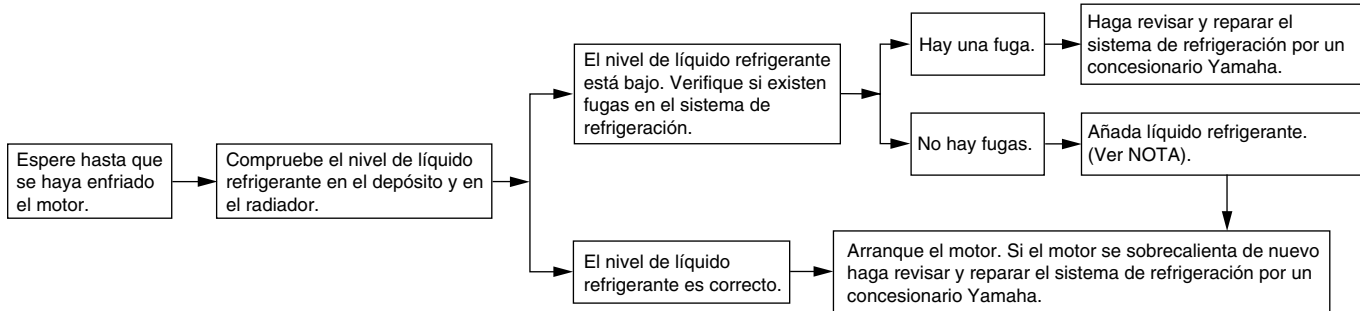 Espere hasta que
se haya enfriado
el motor.
Compruebe el nivel de líquido
refrigerante en el depósito y en
el radiador.
El nivel de líquido refrigerante
está bajo. Verifique si existen
fugas en el sistema de
refrigeración.
Hay una fuga.
Haga revisar y reparar el
sistema de refrigeración por un
concesionario Yamaha.
No hay fugas.
Añada líquido refrigerante.
(Ver NOTA).
El nivel de líquido
refrigerante es correcto.
Arranque el motor. Si el motor se sobrecalienta de nuevo
haga revisar y reparar el sistema de refrigeración por un
concesionario Yamaha.